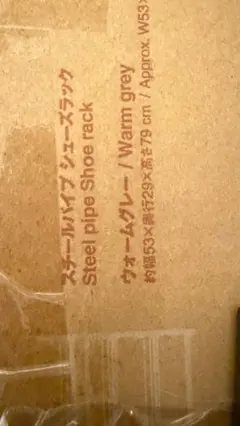 スチールパイプ シューズラック
Steel pipe Shoe rack
ウォームグレー / Warm grey
約幅53×奥行29×高さ79 cm / Approx. W53×